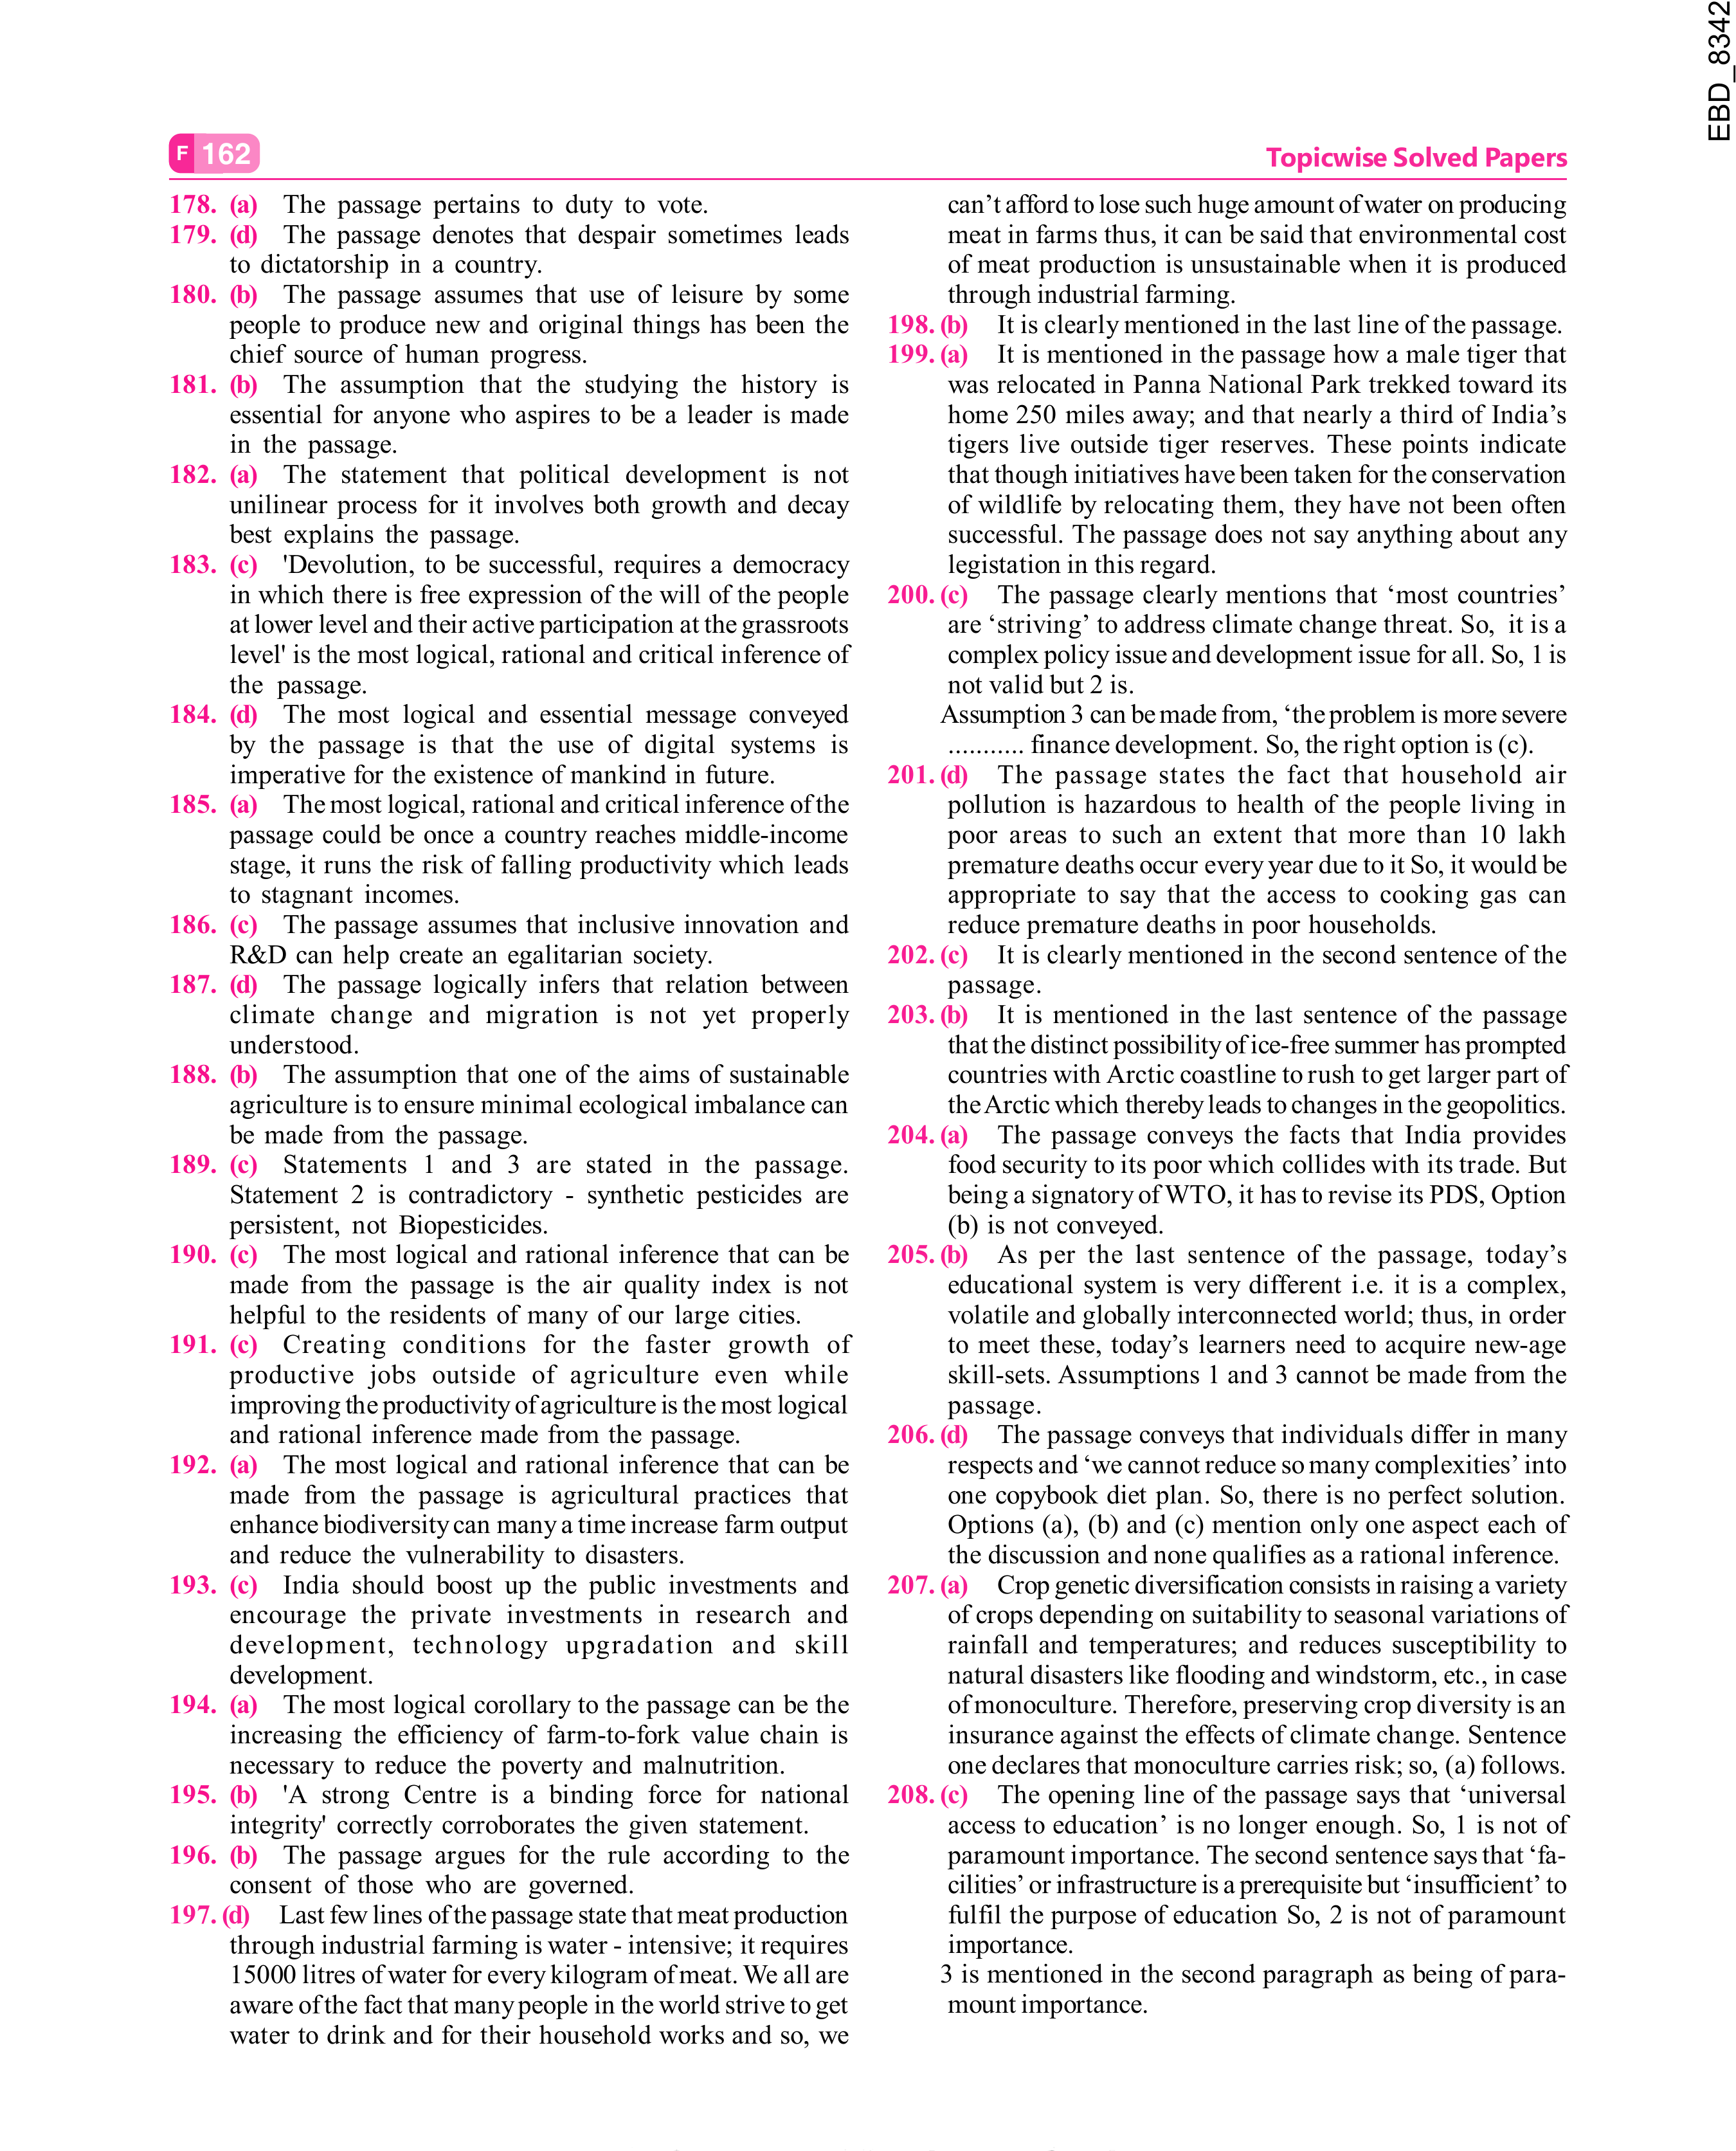 EBD_8342
F 162
Topicwise Solved Papers
178. (a) The passage pertains to duty to vote.
179. (d) The passage denotes that despair sometimes leads
to dictatorship in a country.
180. (b) The passage assumes that use of leisure by some
people to produce new and original things has been the
chief source of human progress.
181. (b) The assumption that the studying the history is
essential for anyone who aspires to be a leader is made
in the passage.
182. (a) The statement that political development is not
unilinear process for it involves both growth and decay
best explains the passage.
183. (c) 'Devolution, to be successful, requires a democracy
in which there is free expression of the will of the people
at lower level and their active participation at the grassroots
level' is the most logical, rational and critical inference of
the passage.
184. (d) The most logical and essential message conveyed
by the passage is that the use of digital systems is
imperative for the existence of mankind in future.
185. (a) The most logical, rational and critical inference of the
passage could be once a country reaches middle-income
stage, it runs the risk of falling productivity which leads
to stagnant incomes.
186. (c) The passage assumes that inclusive innovation and
R&D can help create an egalitarian society.
187. (d) The passage logically infers that relation between
climate change and migration is not yet properly
understood.
188. (b) The assumption that one of the aims of sustainable
agriculture is to ensure minimal ecological imbalance can
be made from the passage.
189. (c) Statements 1 and 3 are stated in the passage.
Statement 2 is contradictory - synthetic pesticides are
persistent, not Biopesticides.
190. (c) The most logical and rational inference that can be
made from the passage is the air quality index is not
helpful to the residents of many of our large cities.
191. (c) Creating conditions for the faster growth of
productive jobs outside of agriculture even while
improving the productivity of agriculture is the most logical
and rational inference made from the passage.
192. (a) The most logical and rational inference that can be
made from the passage is agricultural practices that
enhance biodiversity can many a time increase farm output
and reduce the vulnerability to disasters.
193. (c) India should boost up the public investments and
encourage the private investments in research and
development, technology upgradation and skill
development.
194. (a) The most logical corollary to the passage can be the
increasing the efficiency of farm-to-fork value chain is
necessary to reduce the poverty and malnutrition.
195. (b) 'A strong Centre is a binding force for national
integrity' correctly corroborates the given statement.
196. (b) The passage argues for the rule according to the
consent of those who are governed.
197. (d) Last few lines of the passage state that meat production
through industrial farming is water - intensive; it requires
15000 litres of water for every kilogram of meat. We all are
aware of the fact that many people in the world strive to get
water to drink and for their household works and so, we
can’t afford to lose such huge amount of water on producing
meat in farms thus, it can be said that environmental cost
of meat production is unsustainable when it is produced
through industrial farming.
198. (b) It is clearly mentioned in the last line of the passage.
199. (a) It is mentioned in the passage how a male tiger that
was relocated in Panna National Park trekked toward its
home 250 miles away; and that nearly a third of India’s
tigers live outside tiger reserves. These points indicate
that though initiatives have been taken for the conservation
of wildlife by relocating them, they have not been often
successful. The passage does not say anything about any
legistation in this regard.
200. (c) The passage clearly mentions that ‘most countries’
are ‘striving’ to address climate change threat. So, it is a
complex policy issue and development issue for all. So, 1 is
not valid but 2 is.
Assumption 3 can be made from, ‘the problem is more severe
........... finance development. So, the right option is (c).
201. (d) The passage states the fact that household air
pollution is hazardous to health of the people living in
poor areas to such an extent that more than 10 lakh
premature deaths occur every year due to it So, it would be
appropriate to say that the access to cooking gas can
reduce premature deaths in poor households.
202. (c) It is clearly mentioned in the second sentence of the
passage.
203. (b) It is mentioned in the last sentence of the passage
that the distinct possibility of ice-free summer has prompted
countries with Arctic coastline to rush to get larger part of
the Arctic which thereby leads to changes in the geopolitics.
204. (a) The passage conveys the facts that India provides
food security to its poor which collides with its trade. But
being a signatory of WTO, it has to revise its PDS, Option
(b) is not conveyed.
205. (b) As per the last sentence of the passage, today’s
educational system is very different i.e. it is a complex,
volatile and globally interconnected world; thus, in order
to meet these, today’s learners need to acquire new-age
skill-sets. Assumptions 1 and 3 cannot be made from the
passage.
206. (d) The passage conveys that individuals differ in many
respects and ‘we cannot reduce so many complexities’ into
one copybook diet plan. So, there is no perfect solution.
Options (a), (b) and (c) mention only one aspect each of
the discussion and none qualifies as a rational inference.
207. (a) Crop genetic diversification consists in raising a variety
of crops depending on suitability to seasonal variations of
rainfall and temperatures; and reduces susceptibility to
natural disasters like flooding and windstorm, etc., in case
of monoculture. Therefore, preserving crop diversity is an
insurance against the effects of climate change. Sentence
one declares that monoculture carries risk; so, (a) follows.
208. (c) The opening line of the passage says that ‘universal
access to education’ is no longer enough. So, 1 is not of
paramount importance. The second sentence says that ‘fa-
cilities’ or infrastructure is a prerequisite but ‘insufficient’ to
fulfil the purpose of education So, 2 is not of paramount
importance.
3 is mentioned in the second paragraph as being of para-
mount importance.